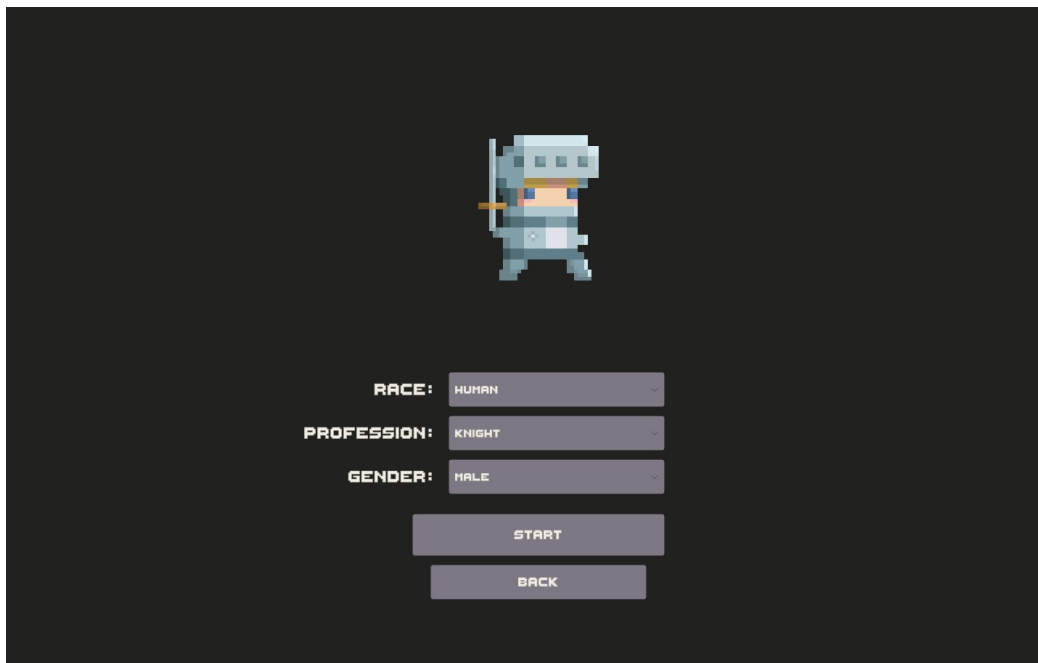 RACE: HUMAN
PROFESSION: KNIGHT
GENDER: MALE
START
BACK